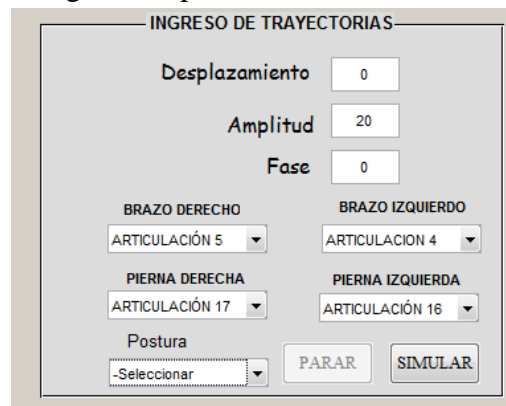 INGRESO DE TRAYECTORIAS
Desplazamiento 0
Amplitud 20
Fase 0
BRAZO DERECHO BRAZO IZQUIERDO
ARTICULACIÓN 5 ARTICULACION 4
PIERNA DERECHA PIERNA IZQUIERDA
ARTICULACIÓN 17 ARTICULACIÓN 16
Postura
-Seleccionar PARAR SIMULAR